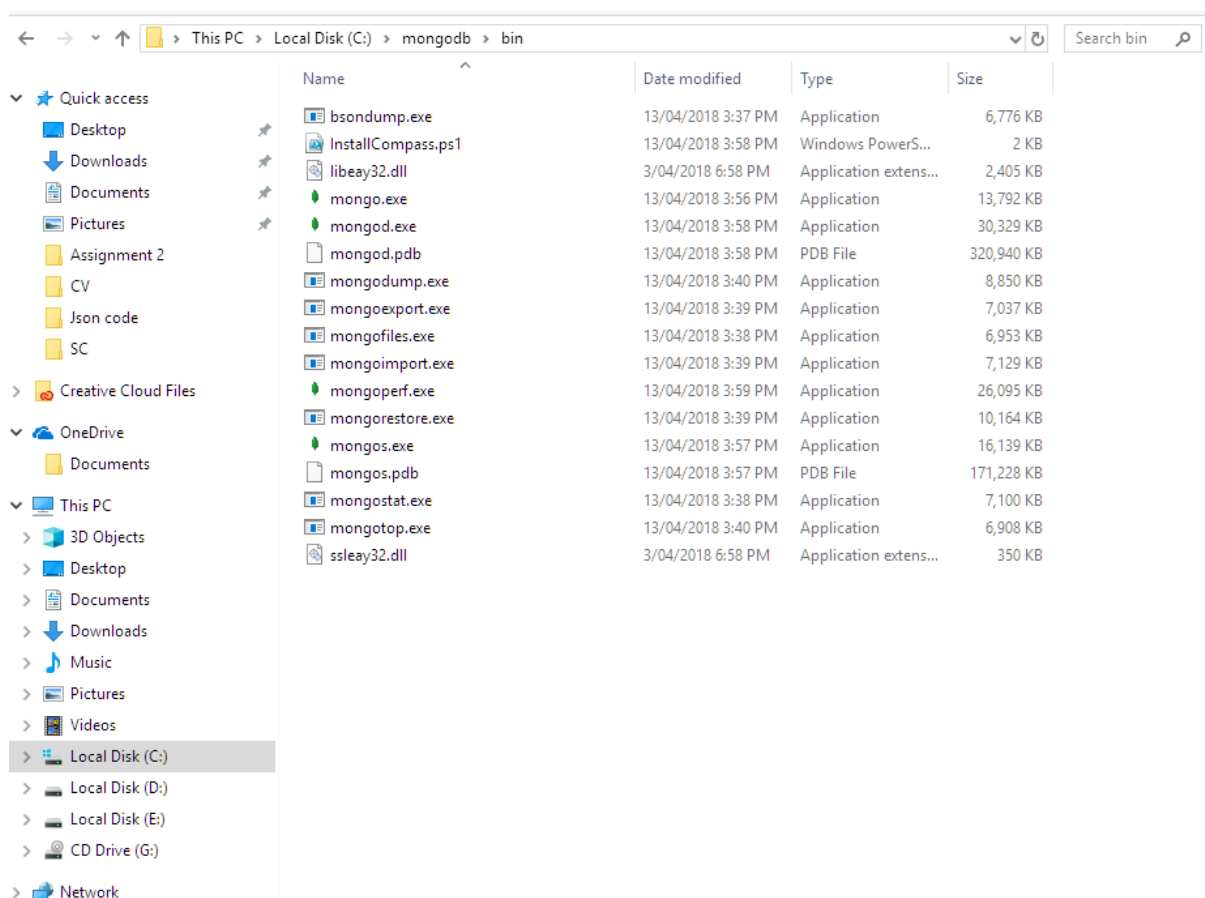 This PC > Local Disk (C:) > mongodb > bin Search bin
Name Date modified Type Size
Quick access
Desktop
Downloads
Documents
Pictures
Assignment 2
CV
Json code
SC
Creative Cloud Files
OneDrive
Documents
This PC
3D Objects
Desktop
Documents
Downloads
Music
Pictures
Videos
Local Disk (C:)
Local Disk (D:)
Local Disk (E:)
CD Drive (G:)
Network
bsondump.exe 13/04/2018 3:37 PM Application 6,776 KB
InstallCompass.ps1 13/04/2018 3:58 PM Windows PowerS... 2 KB
libeay32.dll 3/04/2018 6:58 PM Application extens... 2,405 KB
mongo.exe 13/04/2018 3:56 PM Application 13,792 KB
mongod.exe 13/04/2018 3:58 PM Application 30,329 KB
mongod.pdb 13/04/2018 3:58 PM PDB File 320,940 KB
mongodump.exe 13/04/2018 3:40 PM Application 8,850 KB
mongoexport.exe 13/04/2018 3:39 PM Application 7,037 KB
mongofiles.exe 13/04/2018 3:38 PM Application 6,953 KB
mongoimport.exe 13/04/2018 3:39 PM Application 7,129 KB
mongoperf.exe 13/04/2018 3:59 PM Application 26,095 KB
mongorestore.exe 13/04/2018 3:39 PM Application 10,164 KB
mongos.exe 13/04/2018 3:57 PM Application 16,139 KB
mongos.pdb 13/04/2018 3:57 PM PDB File 171,228 KB
mongostat.exe 13/04/2018 3:38 PM Application 7,100 KB
mongotop.exe 13/04/2018 3:40 PM Application 6,908 KB
ssleay32.dll 3/04/2018 6:58 PM Application extens... 350 KB